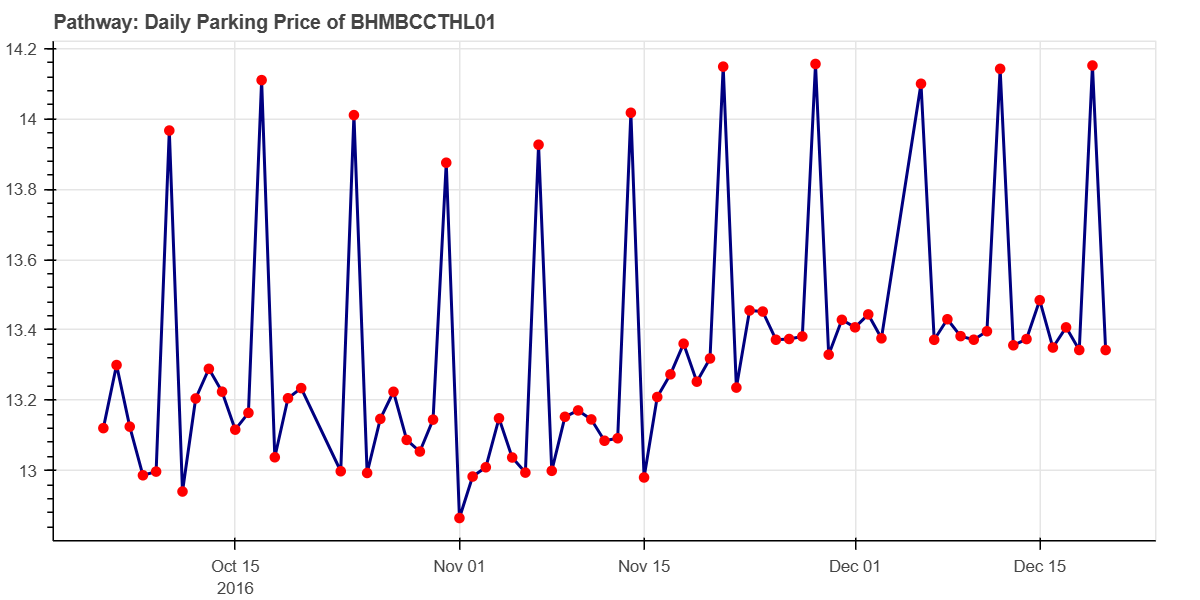 Pathway: Daily Parking Price of BHMBCCTHL01
14.2
14
13.8
13.6
13.4
13.2
13
Oct 15
2016
Nov 01
Nov 15
Dec 01
Dec 15